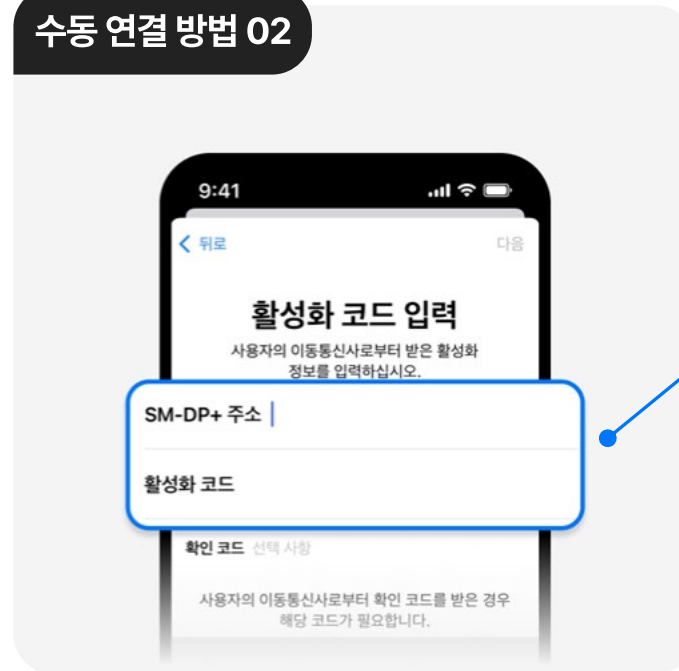 수동 연결 방법 02
9:41
뒤로
다음
활성화 코드 입력
사용자의 이동통신사로부터 받은 활성화
정보를 입력하십시오.
SM-DP+ 주소
활성화 코드
확인 코드 선택 사항
사용자의 이동통신사로부터 확인 코드를 받은 경우
해당 코드가 필요합니다.